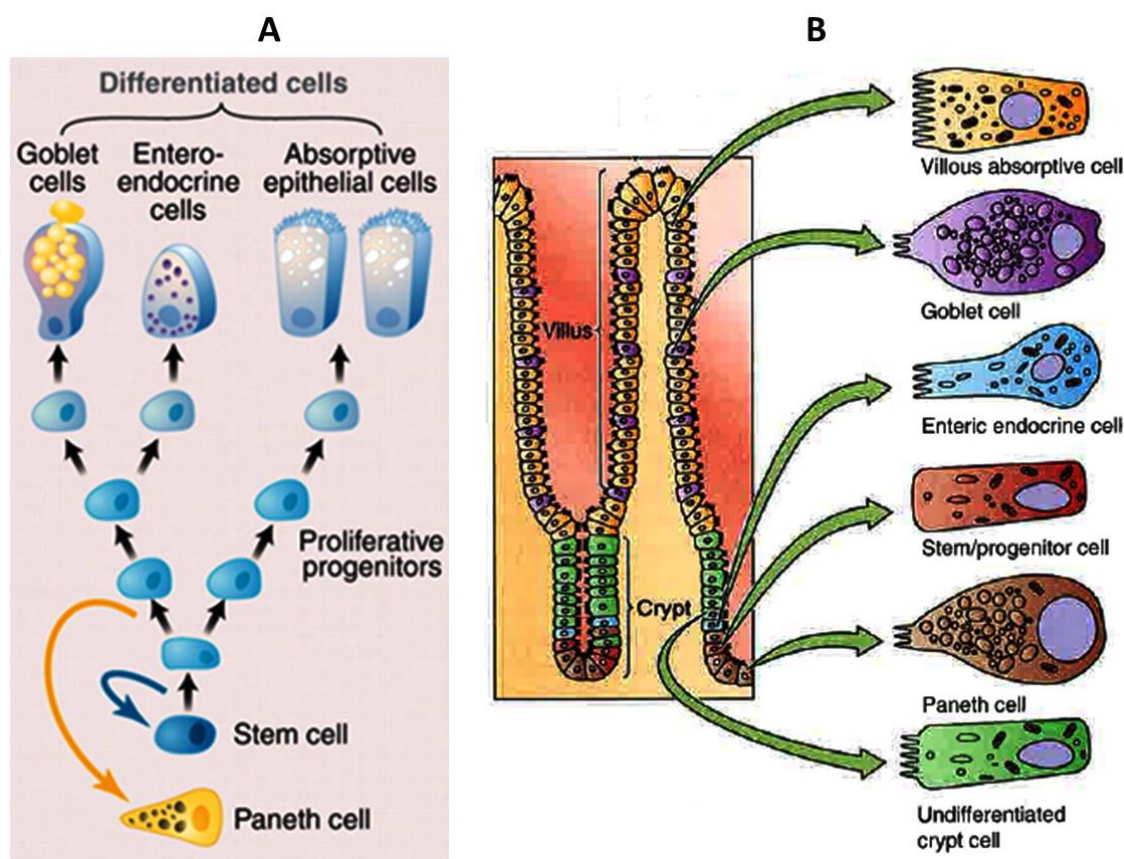 A
Differentiated cells
Goblet
cells
Entero-
endocrine
cells
Absorptive
epithelial cells
Proliferative
progenitors
Stem cell
Paneth cell
B
Villus
Crypt
Villous absorptive cell
Goblet cell
Enteric endocrine cell
Stem/progenitor cell
Paneth cell
Undifferentiated
crypt cell